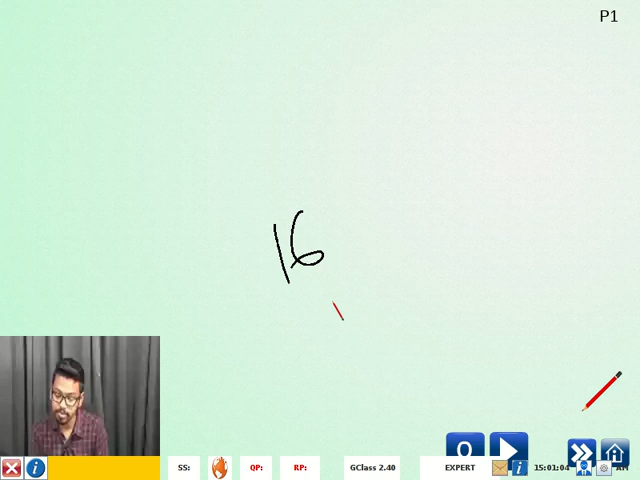 P1
16
Q
SS:
QP:
RP:
GClass 2.40
EXPERT
15:01:04